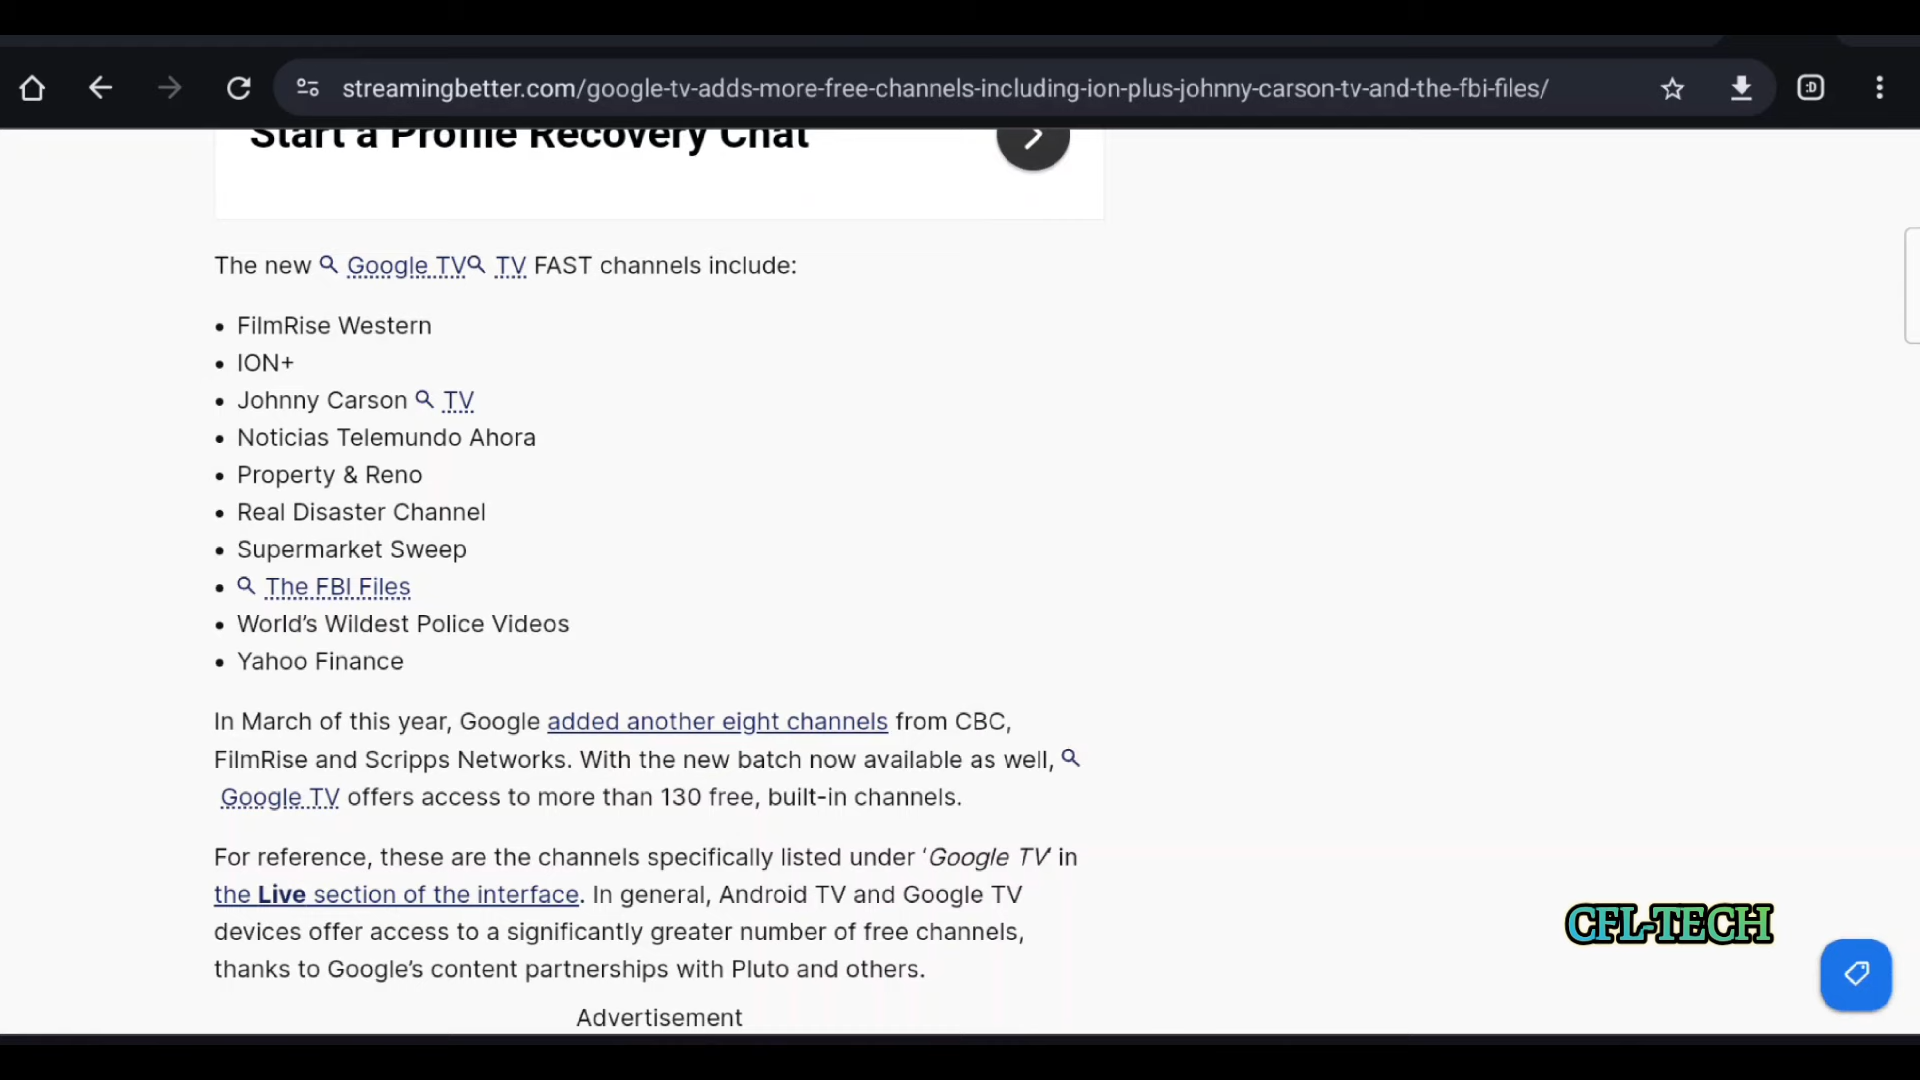 streamingbetter.com/google-tv-adds-more-free-channels-including-ion-plus-johnny-carson-tv-and-the-fbi-files/
:D
Start a Profile Recovery Chat
The new Google TV TV FAST channels include:
• FilmRise Western
• ION+
• Johnny Carson TV
• Noticias Telemundo Ahora
• Property & Reno
• Real Disaster Channel
• Supermarket Sweep
• The FBI Files
• World’s Wildest Police Videos
• Yahoo Finance
In March of this year, Google added another eight channels from CBC,
FilmRise and Scripps Networks. With the new batch now available as well,
Google TV offers access to more than 130 free, built-in channels.
For reference, these are the channels specifically listed under ‘Google TV’ in
the Live section of the interface. In general, Android TV and Google TV
devices offer access to a significantly greater number of free channels,
thanks to Google’s content partnerships with Pluto and others.
CFL-TECH
Advertisement